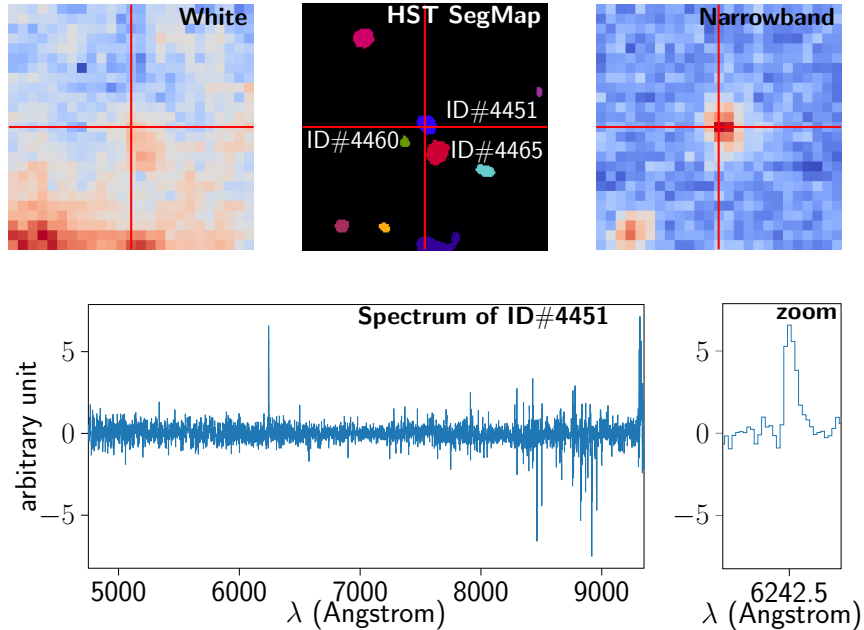 White
HST SegMap
Narrowband
ID#4451
ID#4460
ID#4465
Spectrum of ID#4451
zoom
arbitrary unit
5
0
−5
5000 6000 7000 8000 9000
λ (Angstrom)
5
0
−5
6242.5
λ (Angstrom)